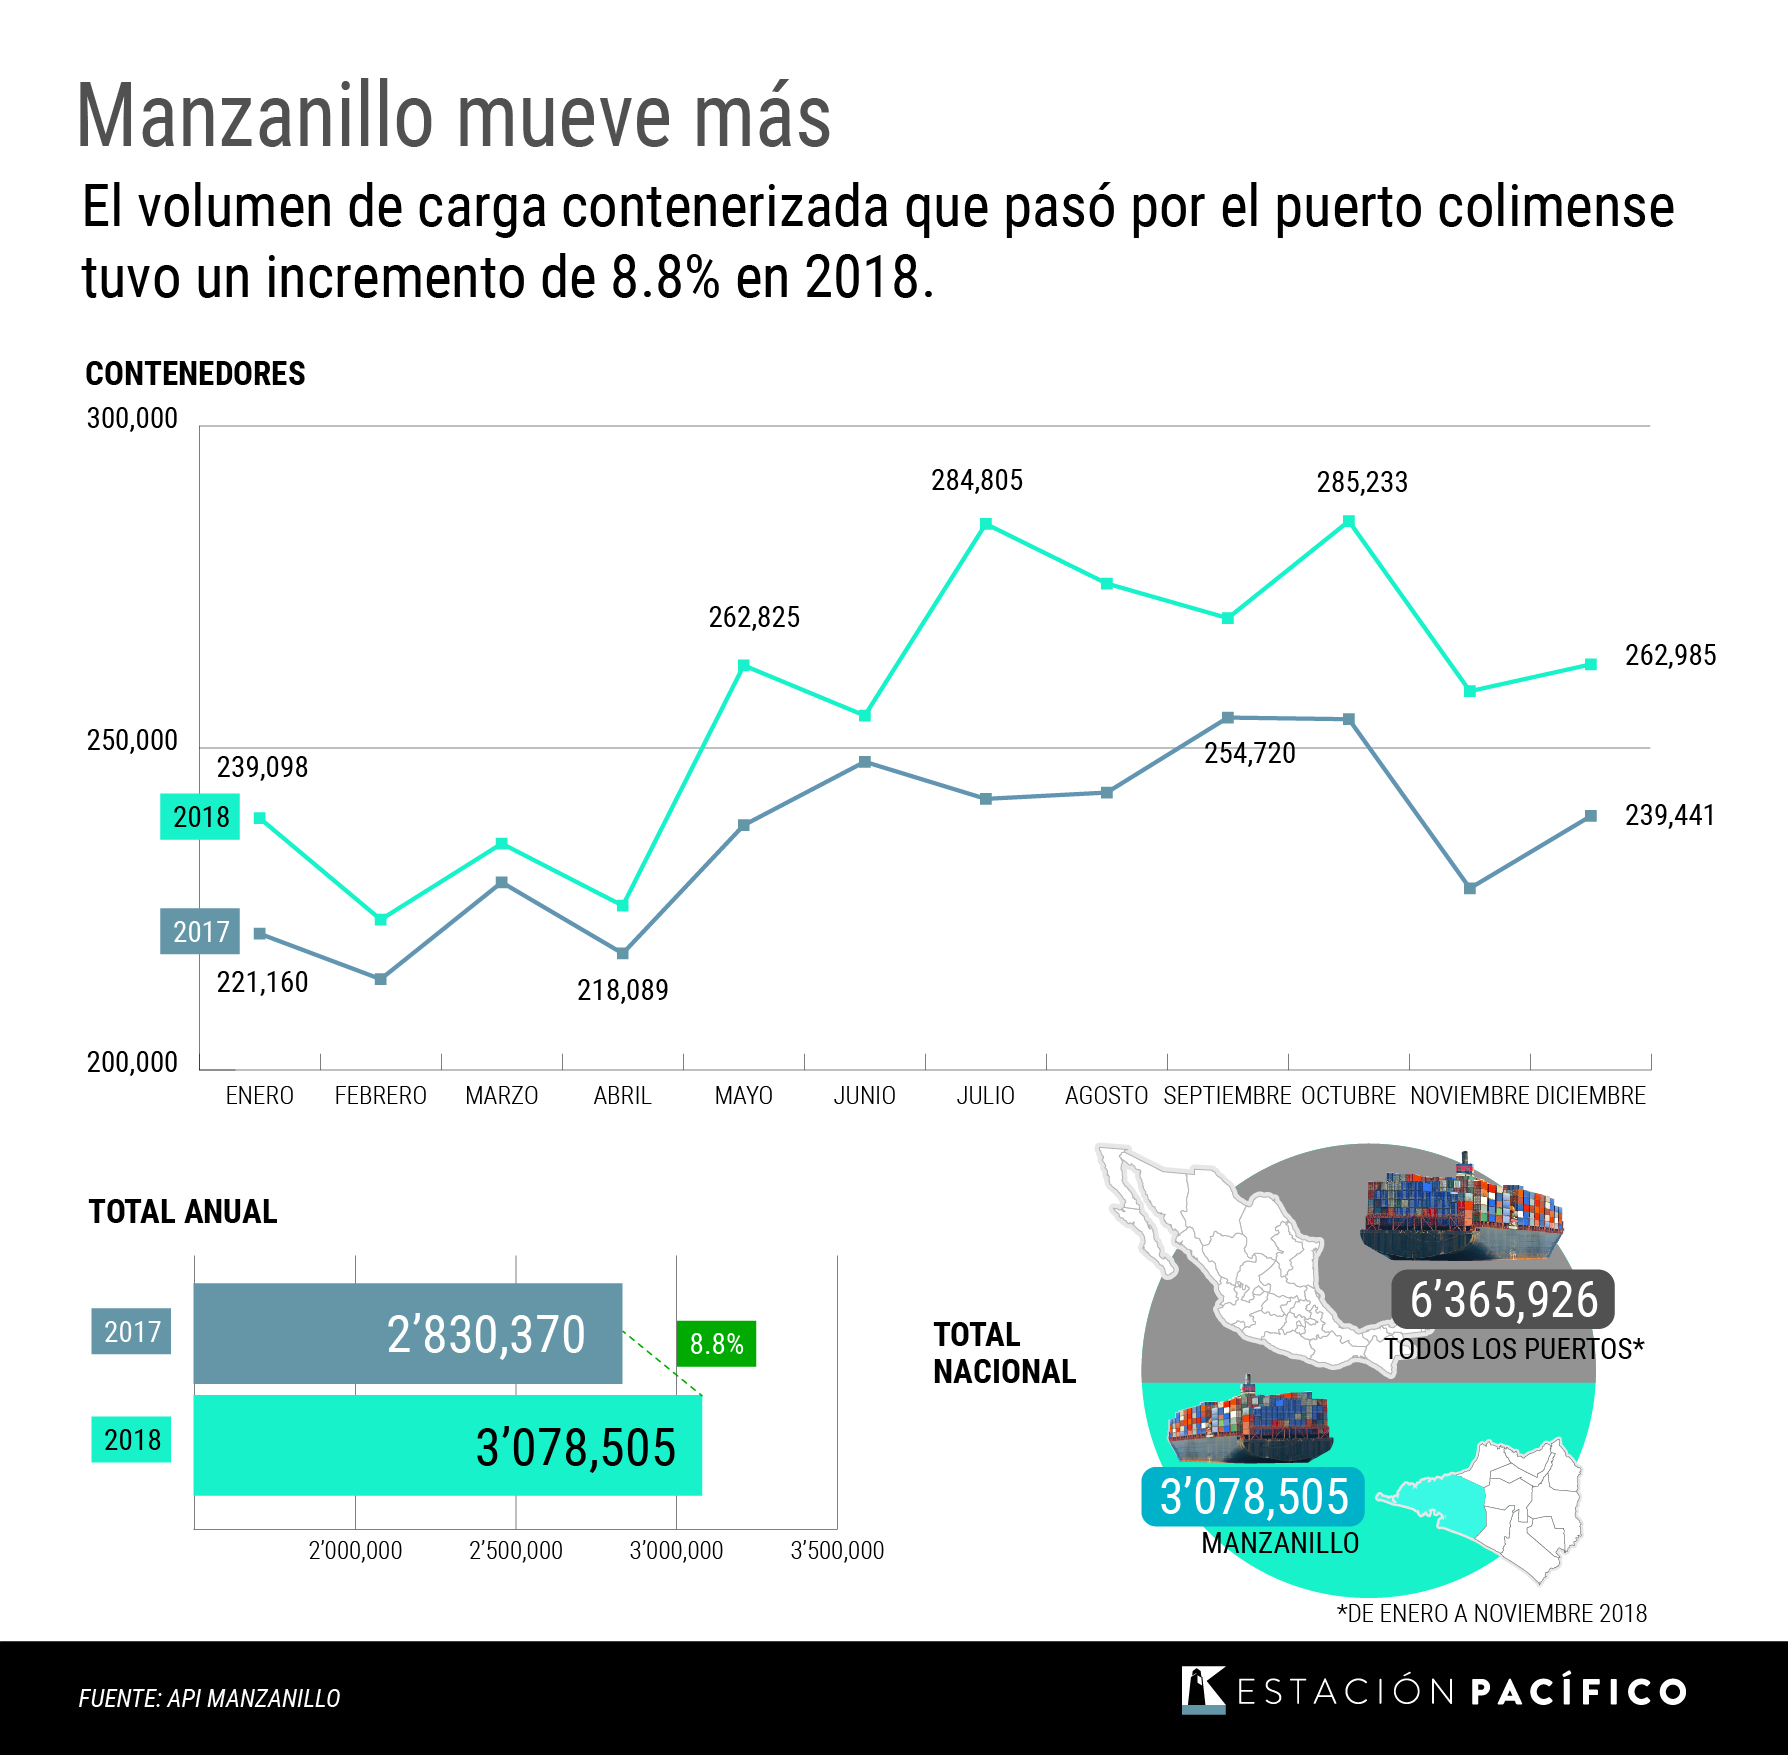 Manzanillo mueve más
El volumen de carga contenerizada que pasó por el puerto colimense
tuvo un incremento de 8.8% en 2018.
CONTENEDORES
300,000
284,805
285,233
262,825
262,985
250,000
254,720
239,098
2018
239,441
2017
221,160
218,089
200,000
ENERO FEBRERO MARZO ABRIL MAYO JUNIO JULIO AGOSTO SEPTIEMBRE OCTUBRE NOVIEMBRE DICIEMBRE
TOTAL ANUAL
2017
2’830,370
8.8%
2018
3’078,505
2’000,000 2’500,000 3’000,000 3’500,000
TOTAL
NACIONAL
6’365,926
TODOS LOS PUERTOS*
3’078,505
MANZANILLO
*DE ENERO A NOVIEMBRE 2018
FUENTE: API MANZANILLO
ESTACIÓN PACÍFICO